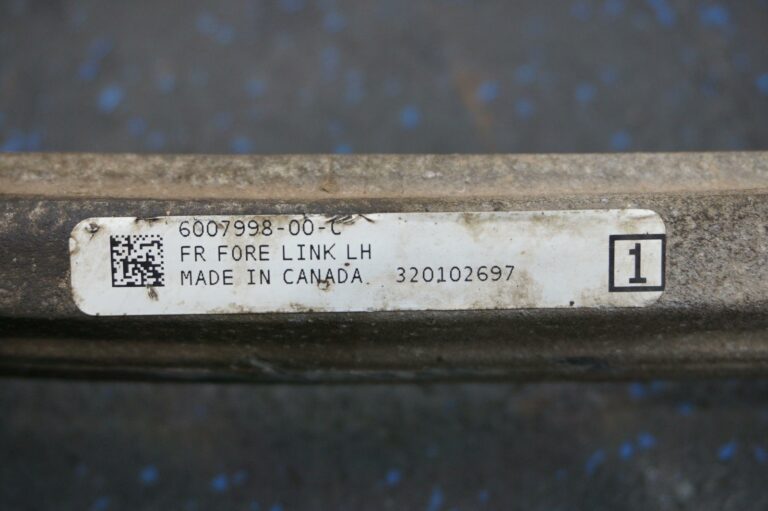 6007998-00-C
FR FORE LINK LH
MADE IN CANADA 320102697
1